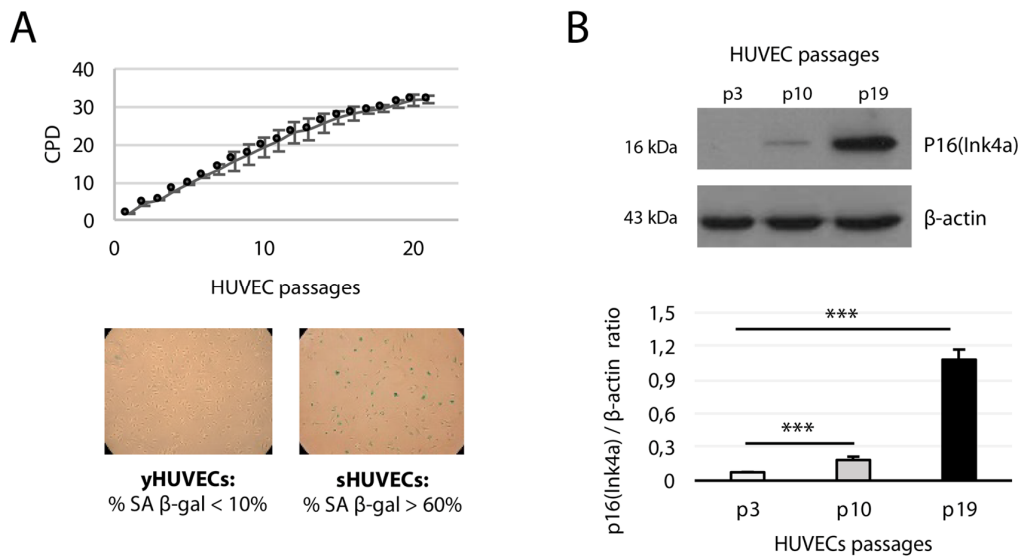 A
40
30
20
10
0
CPD
0 10 20
HUVEC passages
yHUVECs:
% SA β-gal < 10%
sHUVECs:
% SA β-gal > 60%
B
HUVEC passages
p3 p10 p19
16 kDa
P16(Ink4a)
43 kDa
β-actin
p16(Ink4a) / β-actin ratio
1,5
1,2
0,9
0,6
0,3
0
***
***
p3 p10 p19
HUVECs passages